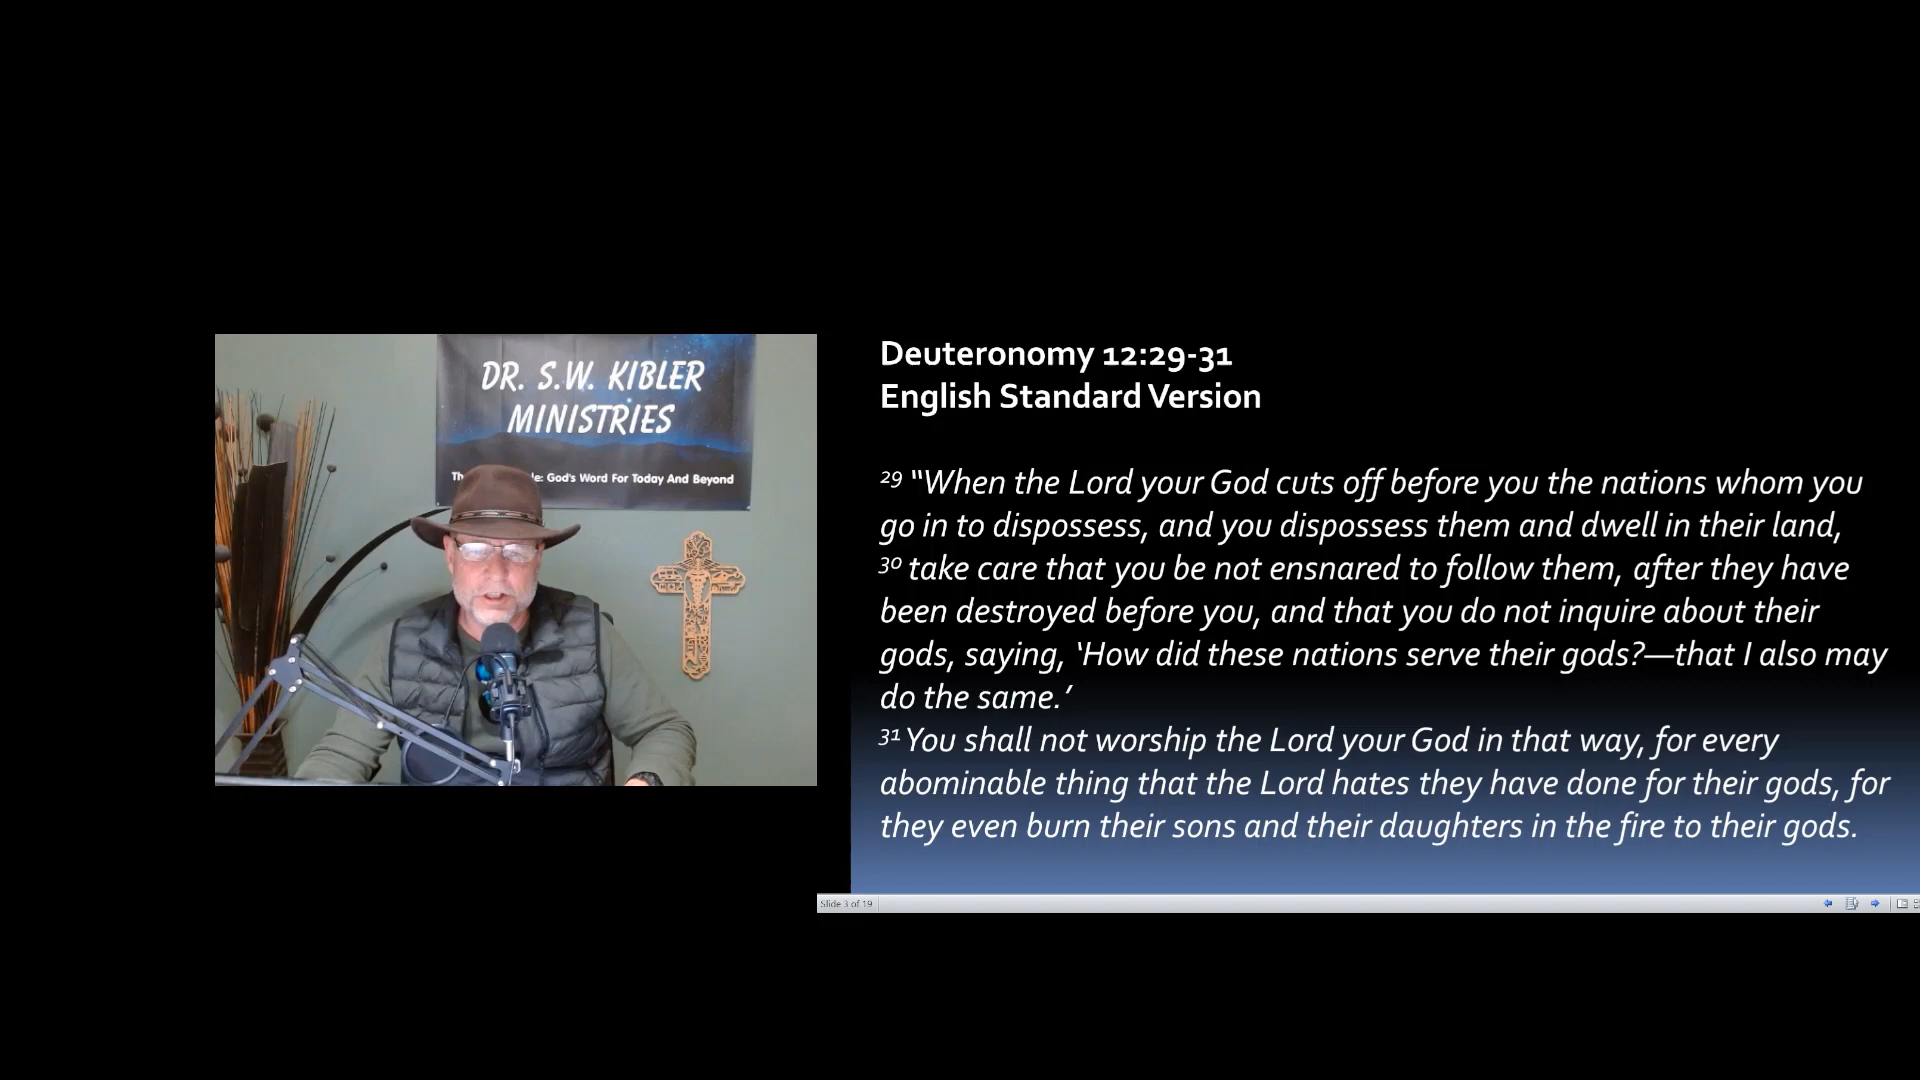 DR. S.W. KIBLER
MINISTRIES
God's Word For Today And Beyond
Deuteronomy 12:29-31
English Standard Version
29 “When the Lord your God cuts off before you the nations whom you
go in to dispossess, and you dispossess them and dwell in their land,
30 take care that you be not ensnared to follow them, after they have
been destroyed before you, and that you do not inquire about their
gods, saying, ‘How did these nations serve their gods?—that I also may
do the same.’
31 You shall not worship the Lord your God in that way, for every
abominable thing that the Lord hates they have done for their gods, for
they even burn their sons and their daughters in the fire to their gods.
Slide 3 of 19